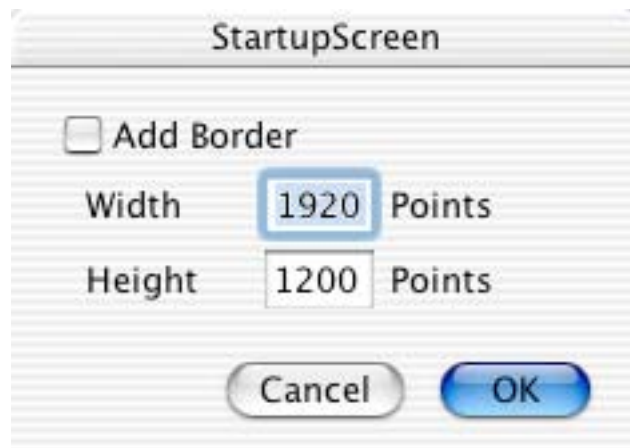 StartupScreen
Add Border
Width 1920 Points
Height 1200 Points
Cancel OK